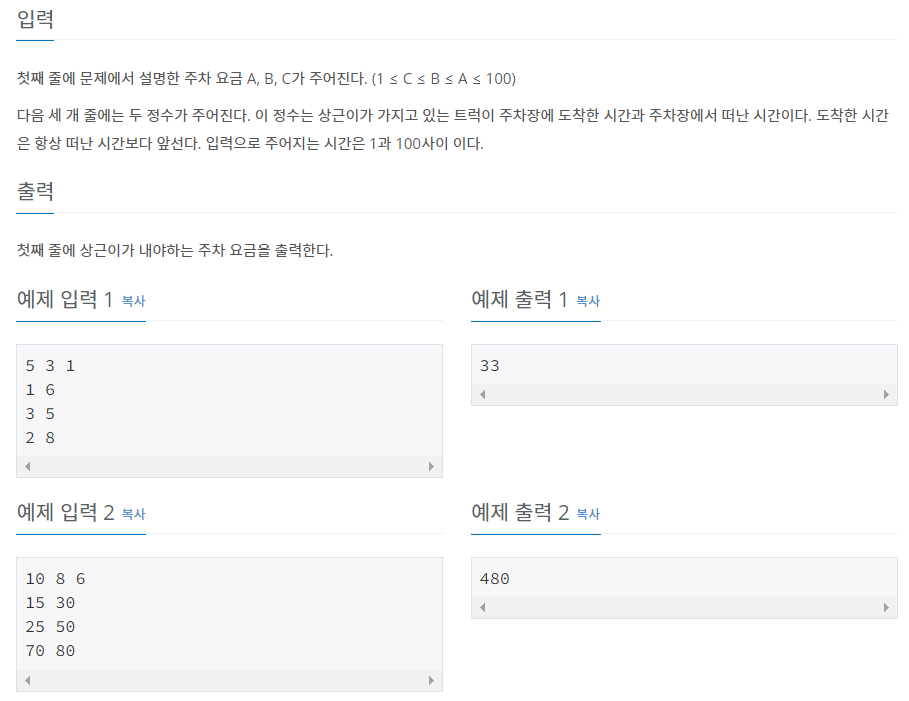 입력
첫째 줄에 문제에서 설명한 주차 요금 A, B, C가 주어진다. (1 ≤ C ≤ B ≤ A ≤ 100)
다음 세 개 줄에는 두 정수가 주어진다. 이 정수는 상근이가 가지고 있는 트럭이 주차장에 도착한 시간과 주차장에서 떠난 시간이다. 도착한 시간
은 항상 떠난 시간보다 앞선다. 입력으로 주어지는 시간은 1과 100사이 이다.
출력
첫째 줄에 상근이가 내야하는 주차 요금을 출력한다.
예제 입력 1 복사
5 3 1
1 6
3 5
2 8
예제 출력 1 복사
33
예제 입력 2 복사
10 8 6
15 30
25 50
70 80
예제 출력 2 복사
480